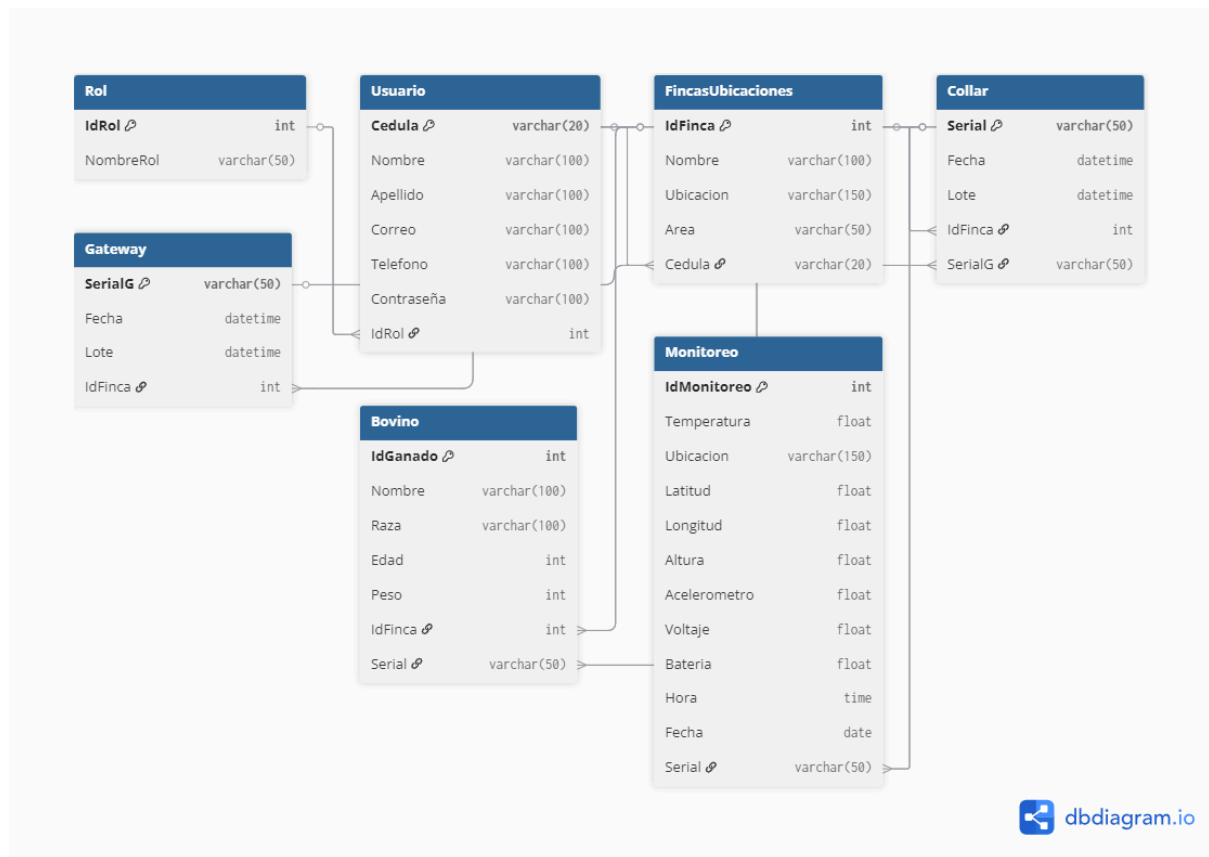 Rol
IdRol int
NombreRol varchar(50)
Usuario
Cedula varchar(20)
Nombre varchar(100)
Apellido varchar(100)
Correo varchar(100)
Telefono varchar(100)
Contraseña varchar(100)
IdRol int
FincasUbicaciones
IdFinca int
Nombre varchar(100)
Ubicacion varchar(150)
Area varchar(50)
Cedula varchar(20)
Collar
Serial varchar(50)
Fecha datetime
Lote datetime
IdFinca int
SerialG varchar(50)
Gateway
SerialG varchar(50)
Fecha datetime
Lote datetime
IdFinca int
Bovino
IdGanado int
Nombre varchar(100)
Raza varchar(100)
Edad int
Peso int
IdFinca int
Serial varchar(50)
Monitoreo
IdMonitoreo int
Temperatura float
Ubicacion varchar(150)
Latitud float
Longitud float
Altura float
Acelerometro float
Voltaje float
Bateria float
Hora time
Fecha date
Serial varchar(50)
dbdiagram.io